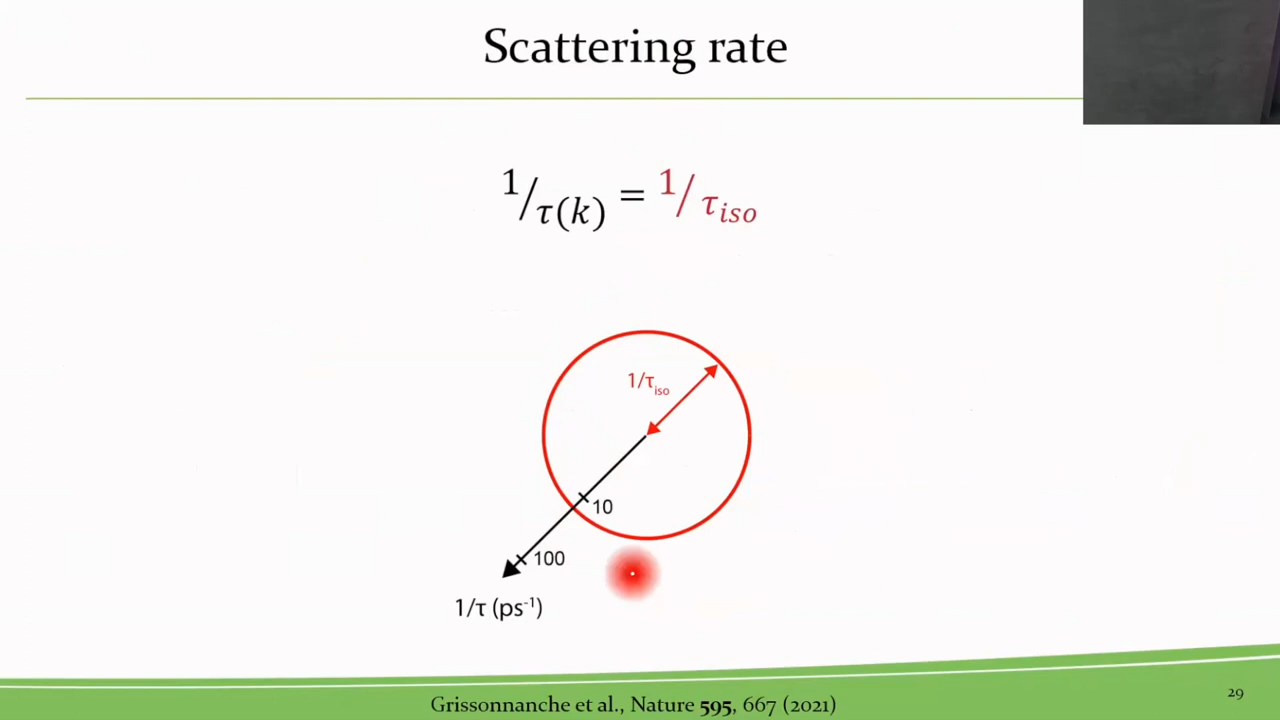 Scattering rate
1/τ(k) = 1/τiso
1/τiso
10
100
1/τ (ps⁻¹)
Grissonnanche et al., Nature 595, 667 (2021)
29